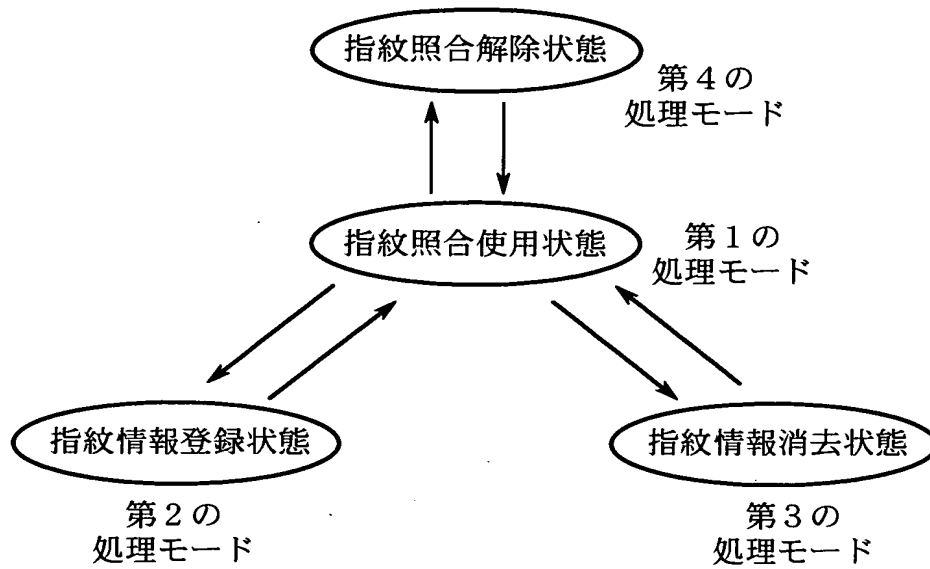 指紋照合解除状態
第4の
処理モード
指紋照合使用状態
第1の
処理モード
指紋情報登録状態
第2の
処理モード
指紋情報消去状態
第3の
処理モード